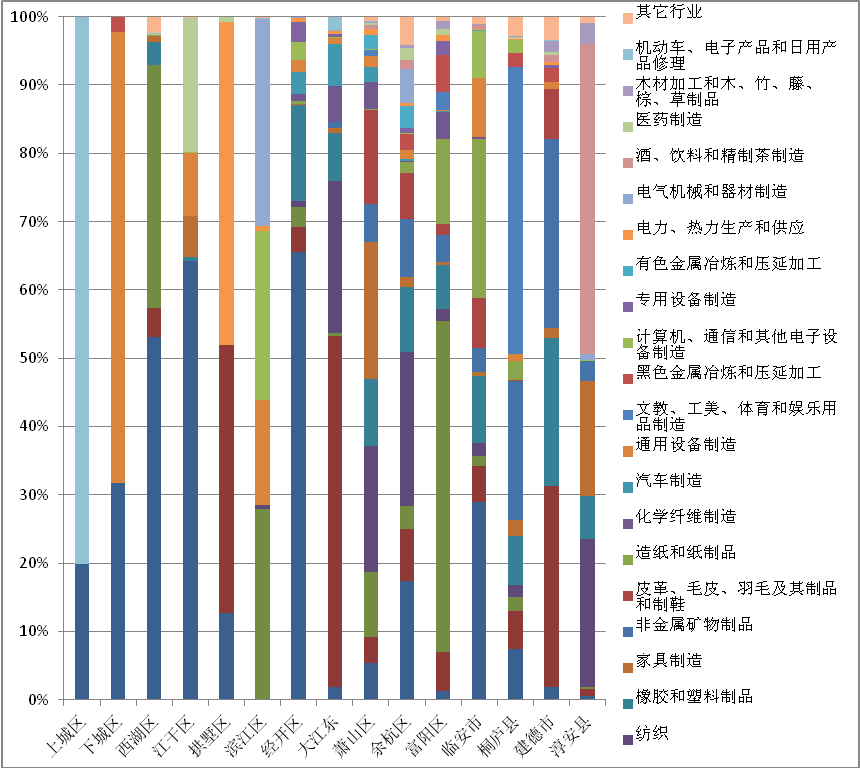 100%
90%
80%
70%
60%
50%
40%
30%
20%
10%
0%
上城区
下城区
西湖区
江干区
拱墅区
滨江区
经开区
大江东
萧山区
余杭区
富阳区
临安市
桐庐县
建德市
淳安县
其它行业
机动车、电子产品和日用产
品修理
木材加工和木、竹、藤、
棕、草制品
医药制造
酒、饮料和精制茶制造
电气机械和器材制造
电力、热力生产和供应
有色金属冶炼和压延加工
专用设备制造
计算机、通信和其他电子设
备制造
黑色金属冶炼和压延加工
文教、工美、体育和娱乐用
品制造
通用设备制造
汽车制造
化学纤维制造
造纸和纸制品
皮革、毛皮、羽毛及其制品
和制鞋
非金属矿物制品
家具制造
橡胶和塑料制品
纺织